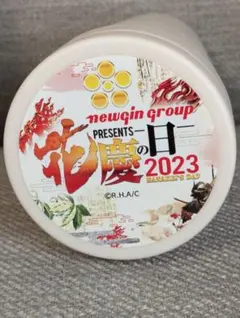 newgin group
PRESENTS
花慶の日
2023
HANAKEI'S DAY
©R.H.A/C